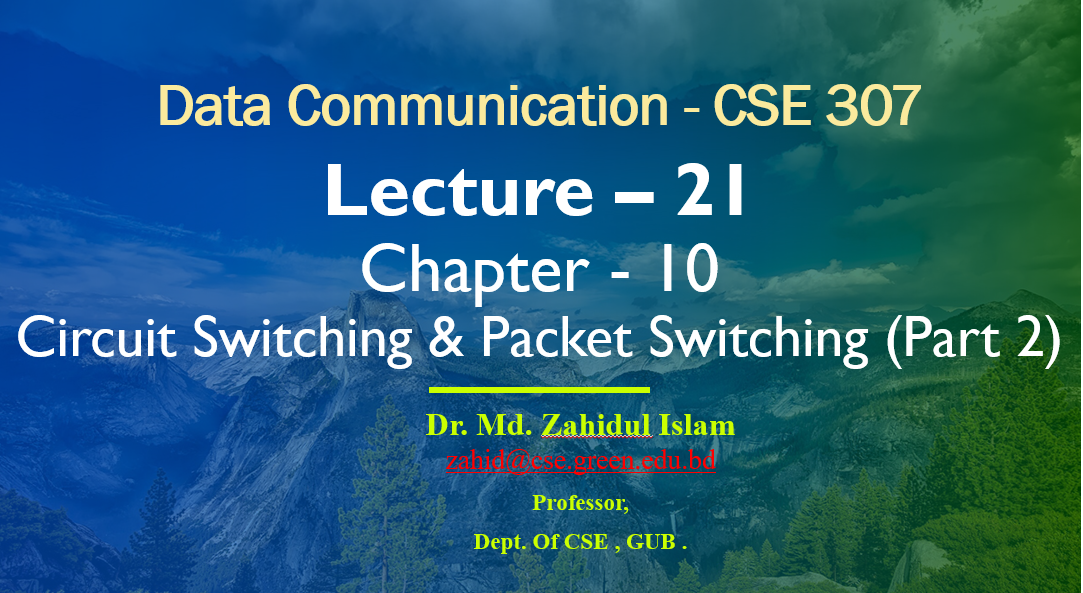 Data Communication - CSE 307
Lecture – 21
Chapter - 10
Circuit Switching & Packet Switching (Part 2)
Dr. Md. Zahidul Islam
zahid@cse.green.edu.bd
Professor,
Dept. Of CSE , GUB .